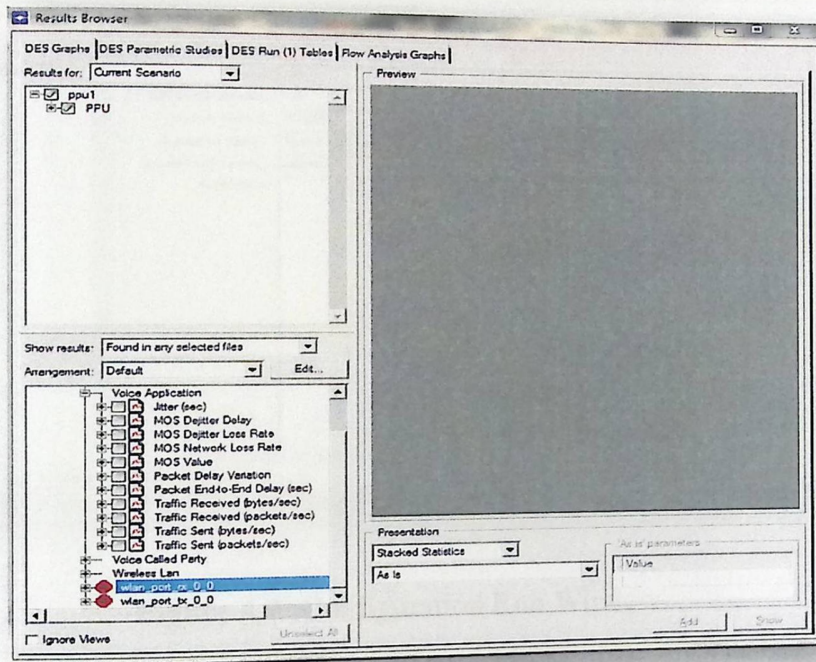 Results Browser
DES Graphs DES Parametric Studies DES Run (1) Tables Flow Analysis Graphs
Results for: Current Scenario
ppu1
PPU
Show results: Found in any selected files
Arrangement: Default Edit...
Voice Application
Jitter (sec)
MOS Dejitter Delay
MOS Dejitter Loss Rate
MOS Network Loss Rate
MOS Value
Packet Delay Variation
Packet End-to-End Delay (sec)
Traffic Received (bytes/sec)
Traffic Received (packets/sec)
Traffic Sent (bytes/sec)
Traffic Sent (packets/sec)
Voice Called Party
Wireless Lan
wlan_port_rx_0_0
wlan_port_tx_0_0
Ignore Views
Unselect All
Preview
Presentation
Stacked Statistics
As Is
'As Is' parameters
Value
Add Show